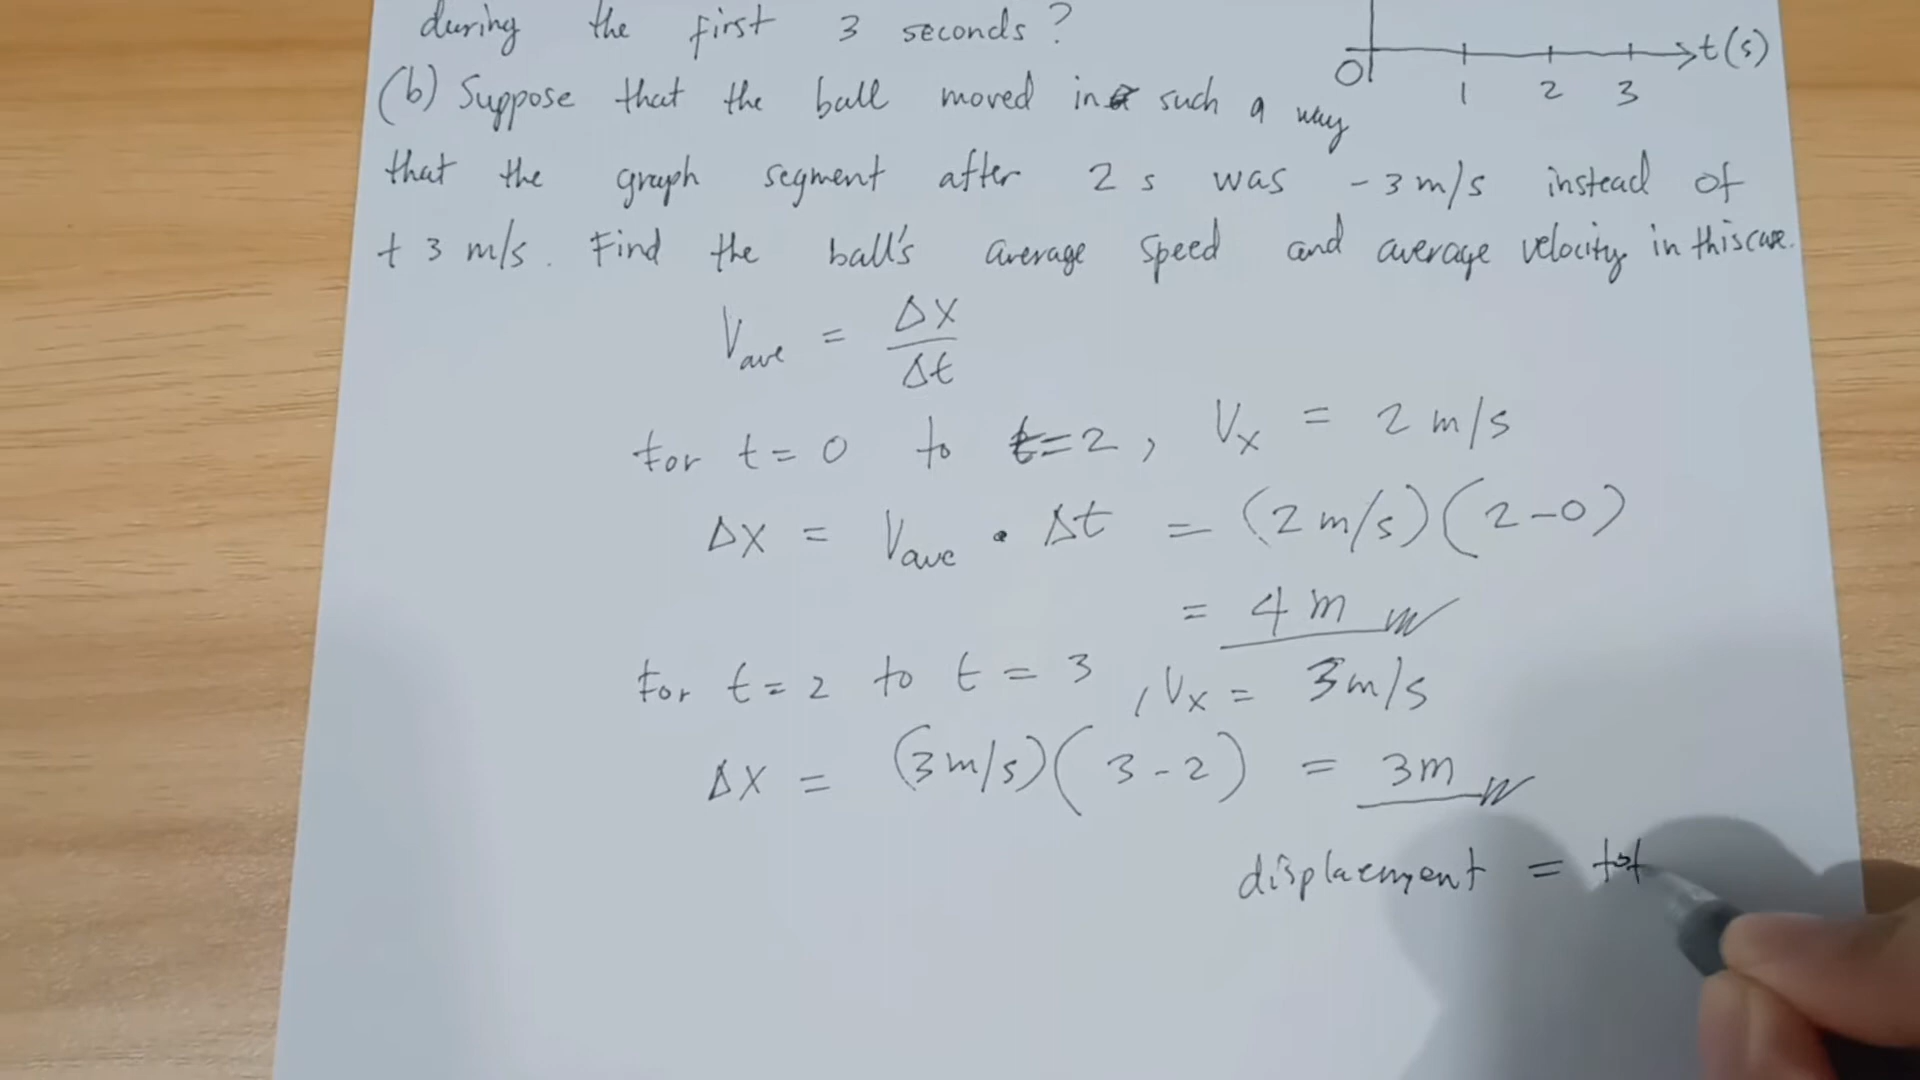 during the first 3 seconds?
t(s)
0 1 2 3
(b) Suppose that the ball moved in such a way
that the graph segment after 2 s was -3 m/s instead of
+ 3 m/s. Find the ball's average speed and average velocity in this case.
Vave = Δx / Δt
For t = 0 to t = 2, Vx = 2 m/s
Δx = Vave · Δt = (2 m/s)(2-0)
= 4 m
For t = 2 to t = 3, Vx = 3 m/s
Δx = (3 m/s)(3-2) = 3m
displacement = tot